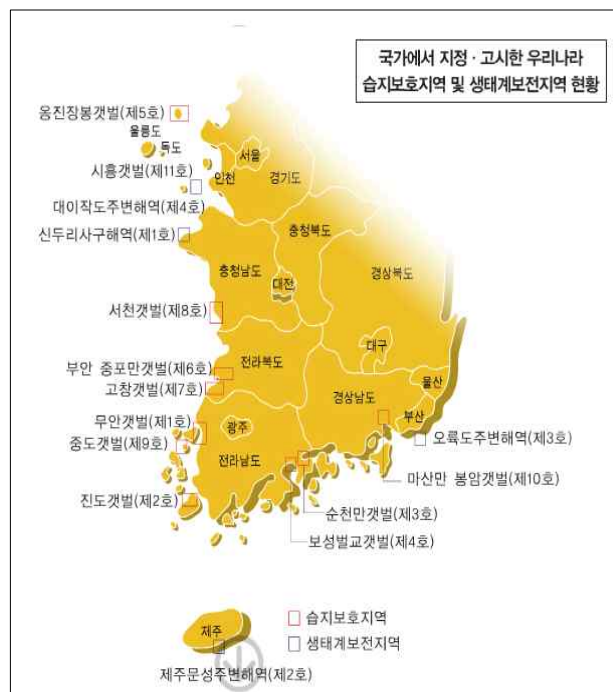 국가에서 지정·고시한 우리나라
습지보호지역 및 생태계보전지역 현황
옹진장봉갯벌(제5호)
울릉도
독도
시흥갯벌(제11호)
대이작도주변해역(제4호)
신두리사구해역(제1호)
서울
인천
경기도
충청북도
충청남도
대전
경상북도
서천갯벌(제8호)
대구
전라북도
부안 중포만갯벌(제6호)
고창갯벌(제7호)
경상남도
울산
부산
무안갯벌(제1호)
중도갯벌(제9호)
광주
전라남도
오륙도주변해역(제3호)
마산만 봉암갯벌(제10호)
진도갯벌(제2호)
순천만갯벌(제3호)
보성벌교갯벌(제4호)
제주
습지보호지역
생태계보전지역
제주문성주변해역(제2호)